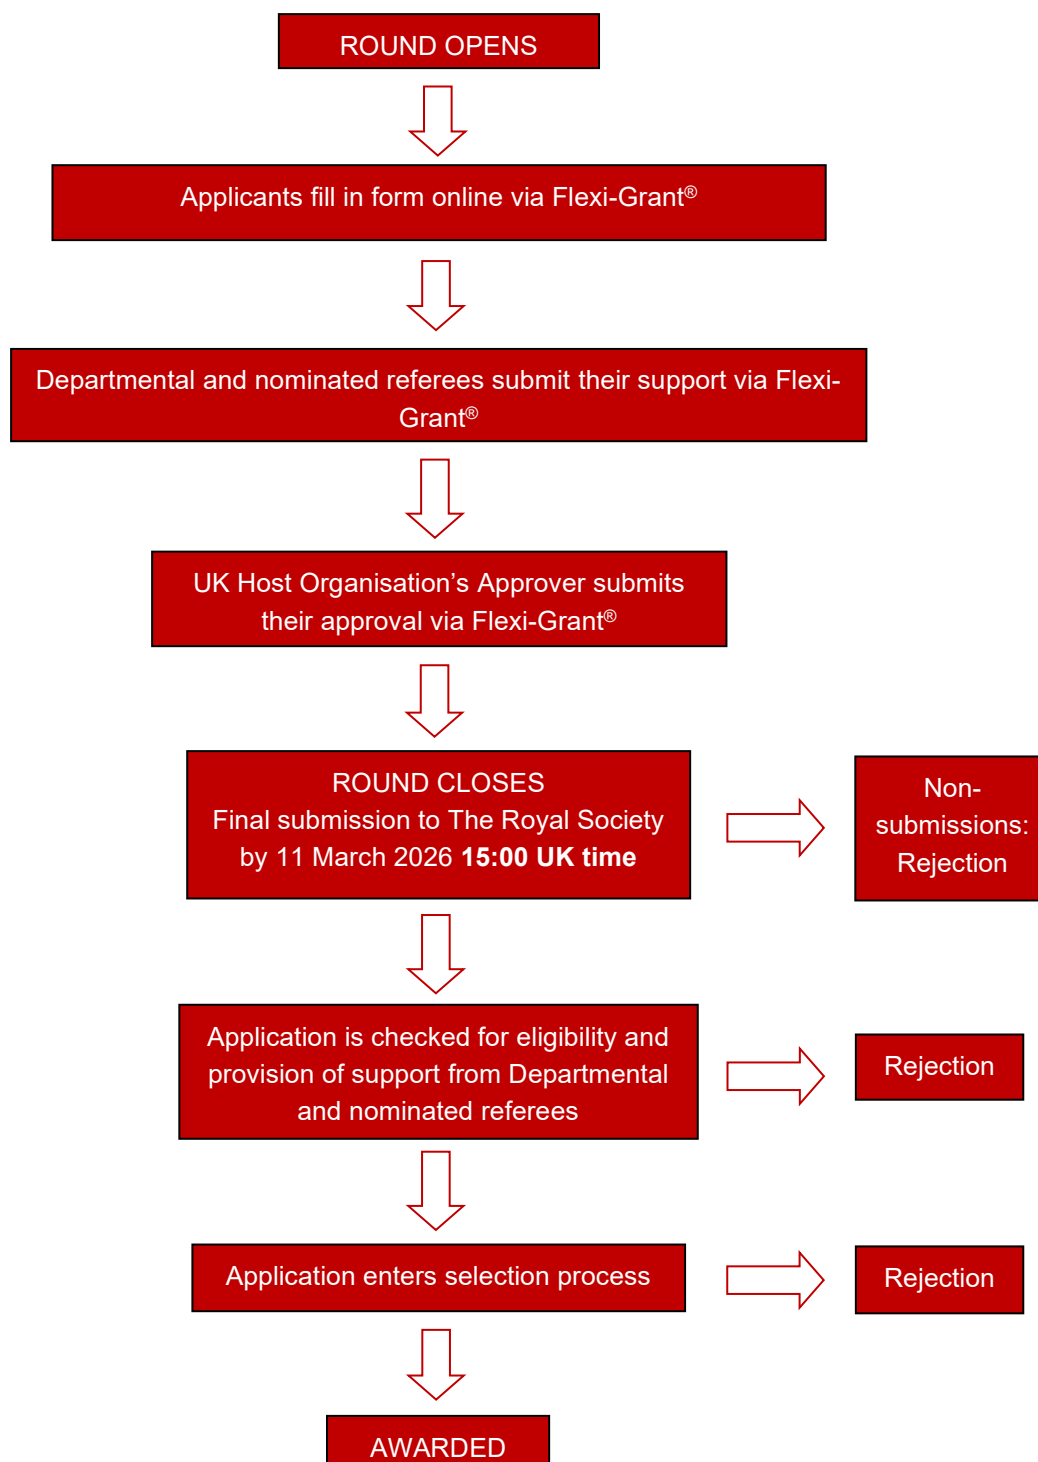 ROUND OPENS
Applicants fill in form online via Flexi-Grant®
Departmental and nominated referees submit their support via Flexi-
Grant®
UK Host Organisation’s Approver submits
their approval via Flexi-Grant®
ROUND CLOSES
Final submission to The Royal Society
by 11 March 2026 15:00 UK time
Non-
submissions:
Rejection
Application is checked for eligibility and
provision of support from Departmental
and nominated referees
Rejection
Application enters selection process
Rejection
AWARDED